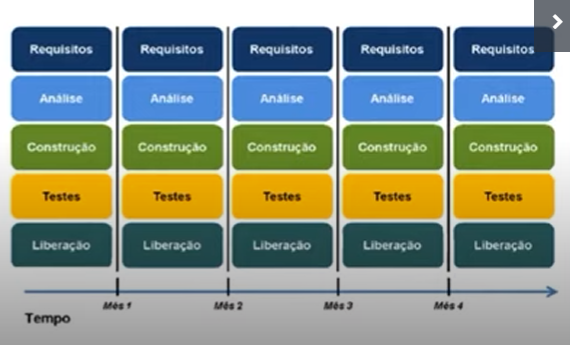 Requisitos Requisitos Requisitos Requisitos Requisitos
Análise Análise Análise Análise Análise
Construção Construção Construção Construção Construção
Testes Testes Testes Testes Testes
Liberação Liberação Liberação Liberação Liberação
Mês 1 Mês 2 Mês 3 Mês 4
Tempo